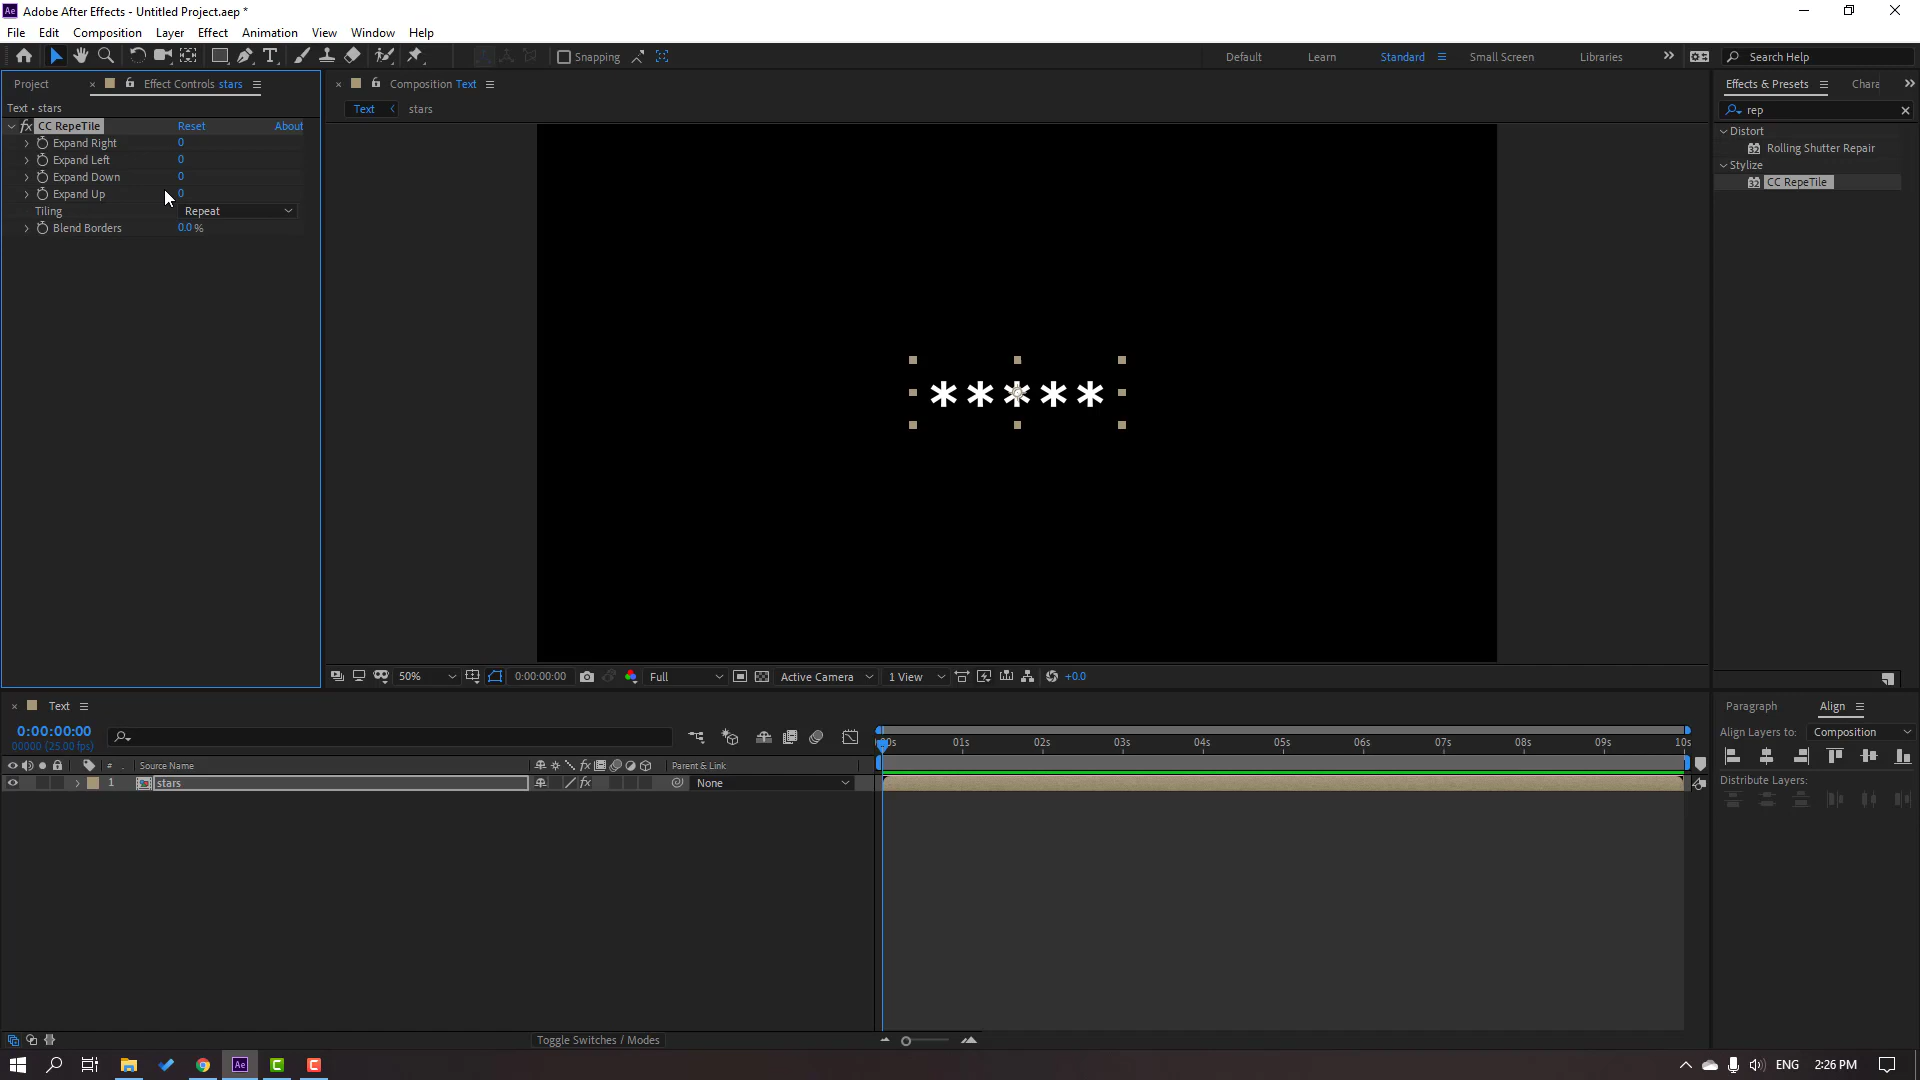 Adobe After Effects - Untitled Project.aep *
File Edit Composition Layer Effect Animation View Window Help
Snapping Default Learn Standard Small Screen Libraries Search Help
Project Effect Controls stars
Composition Text
Effects & Presets Chara
Text • stars
Text stars
rep
fx CC RepeTile Reset About
Expand Right 0
Expand Left 0
Expand Down 0
Expand Up 0
Tiling Repeat
Blend Borders 0.0 %
Distort
Rolling Shutter Repair
Stylize
CC RepeTile
*****
50% 0:00:00:00 Full Active Camera 1 View +0.0
Text
Paragraph Align
0:00:00:00
00000 (25.00 fps)
Align Layers to: Composition
:00s 01s 02s 03s 04s 05s 06s 07s 08s 09s 10s
# Source Name fx Parent & Link
Distribute Layers:
1 stars fx None
Toggle Switches / Modes
ENG 2:26 PM